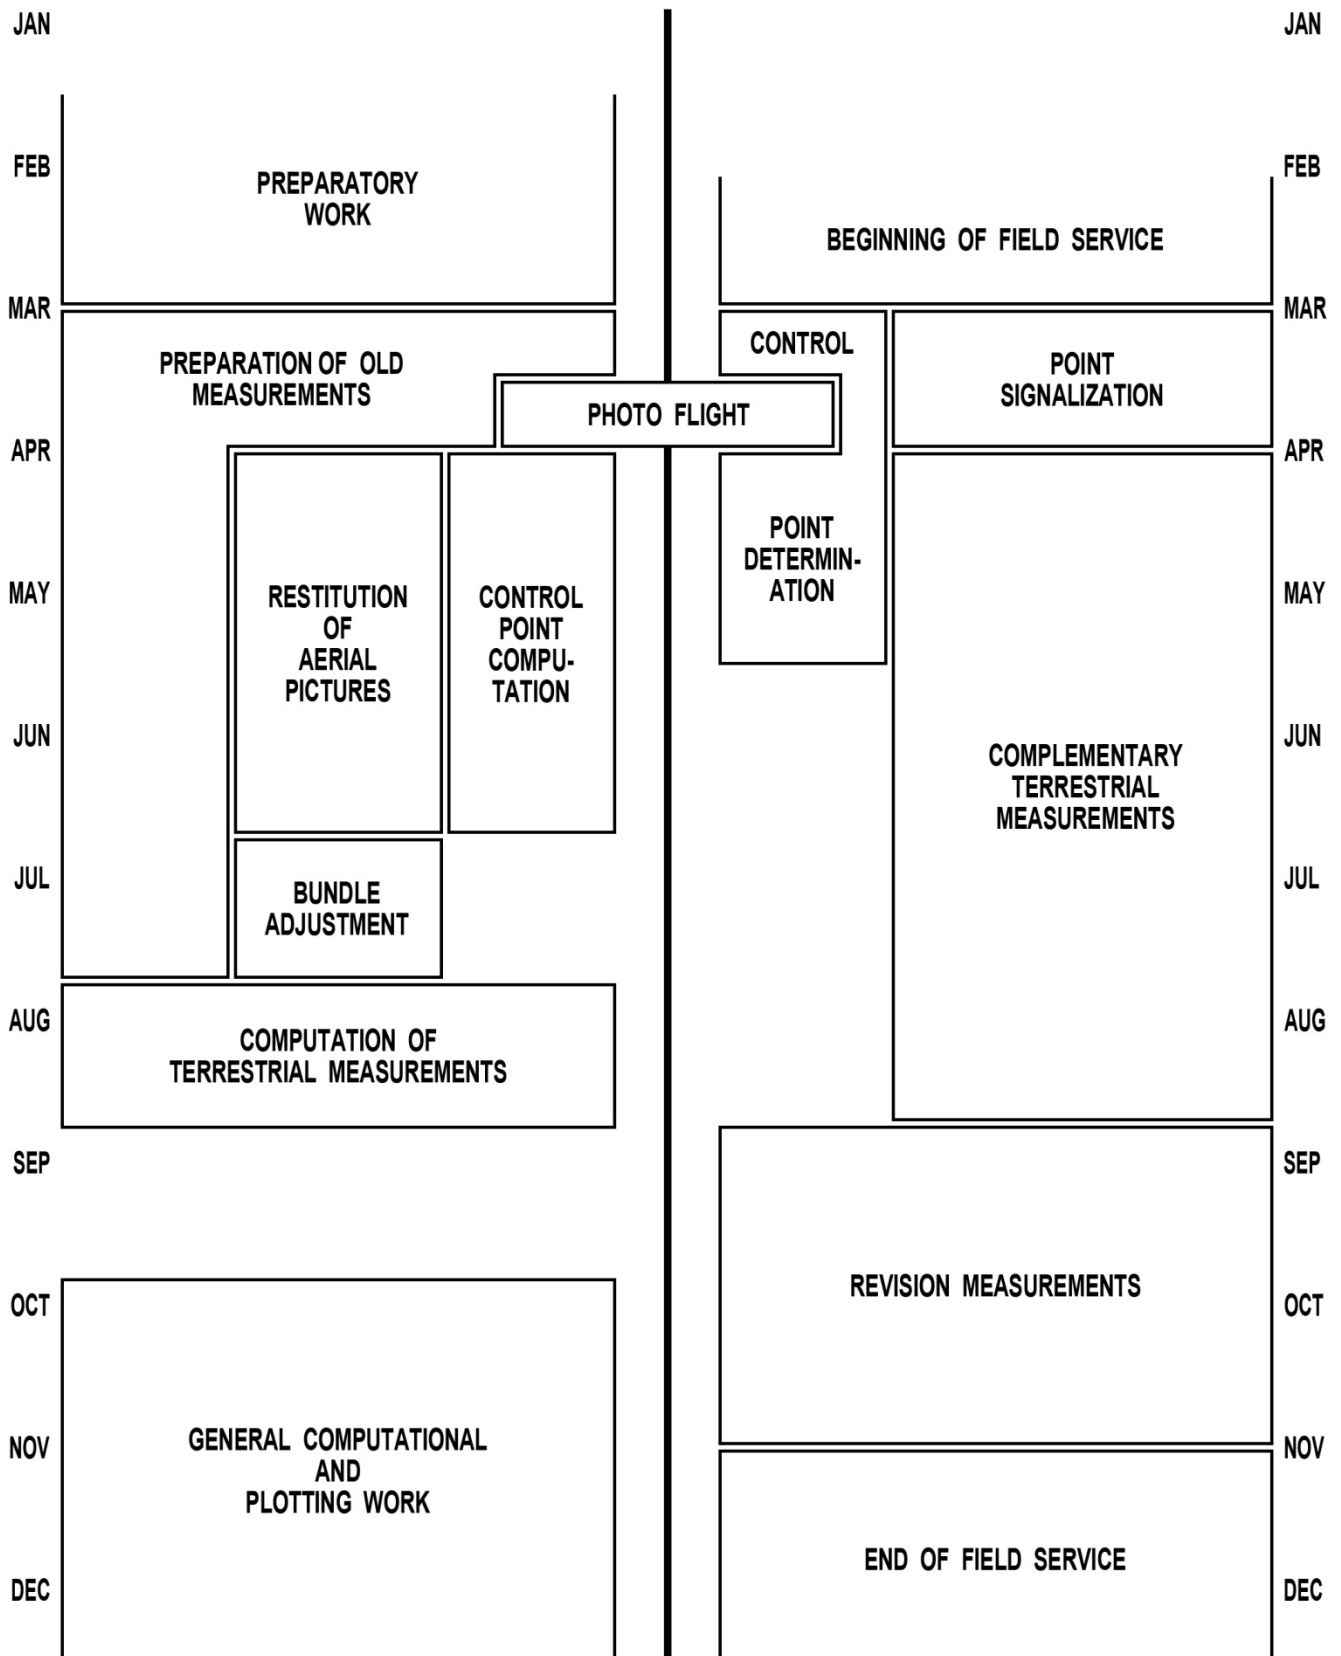 JAN
JAN
FEB
FEB
PREPARATORY
WORK
BEGINNING OF FIELD SERVICE
MAR
MAR
PREPARATION OF OLD
MEASUREMENTS
CONTROL
POINT
SIGNALIZATION
PHOTO FLIGHT
APR
APR
POINT
DETERMIN-
ATION
MAY
MAY
RESTITUTION
OF
AERIAL
PICTURES
CONTROL
POINT
COMPU-
TATION
JUN
JUN
COMPLEMENTARY
TERRESTRIAL
MEASUREMENTS
JUL
JUL
BUNDLE
ADJUSTMENT
AUG
AUG
COMPUTATION OF
TERRESTRIAL MEASUREMENTS
SEP
SEP
REVISION MEASUREMENTS
OCT
OCT
NOV
NOV
GENERAL COMPUTATIONAL
AND
PLOTTING WORK
END OF FIELD SERVICE
DEC
DEC